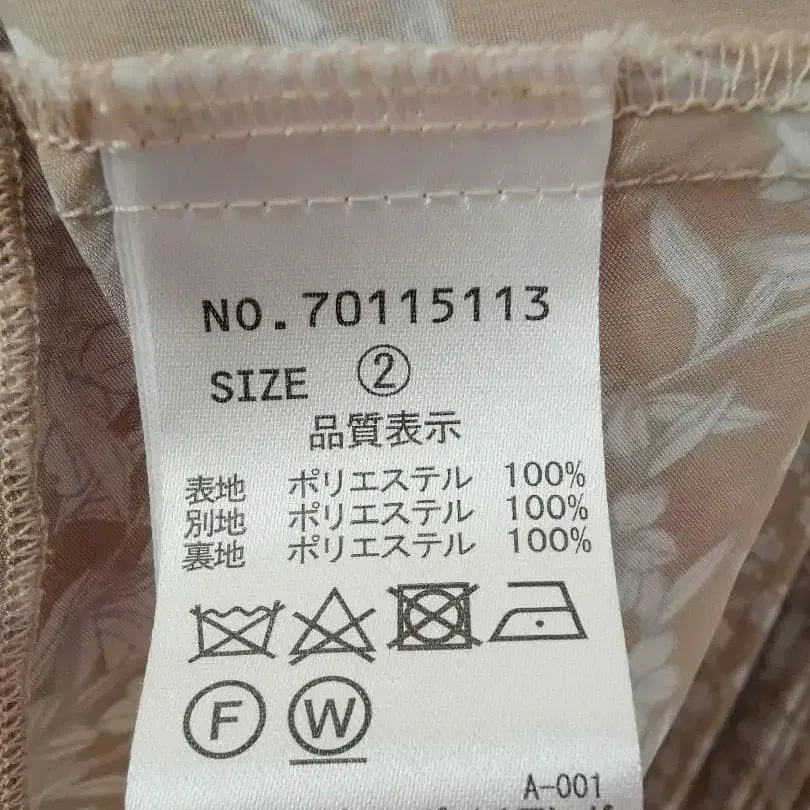 NO.70115113
SIZE ②
品質表示
表地 ポリエステル 100%
別地 ポリエステル 100%
裏地 ポリエステル 100%
F W
A-001